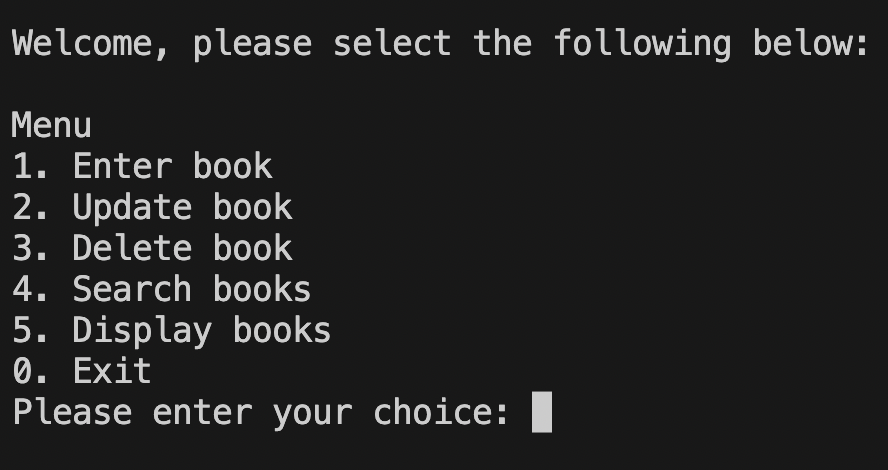 Welcome, please select the following below:
Menu
1. Enter book
2. Update book
3. Delete book
4. Search books
5. Display books
0. Exit
Please enter your choice: